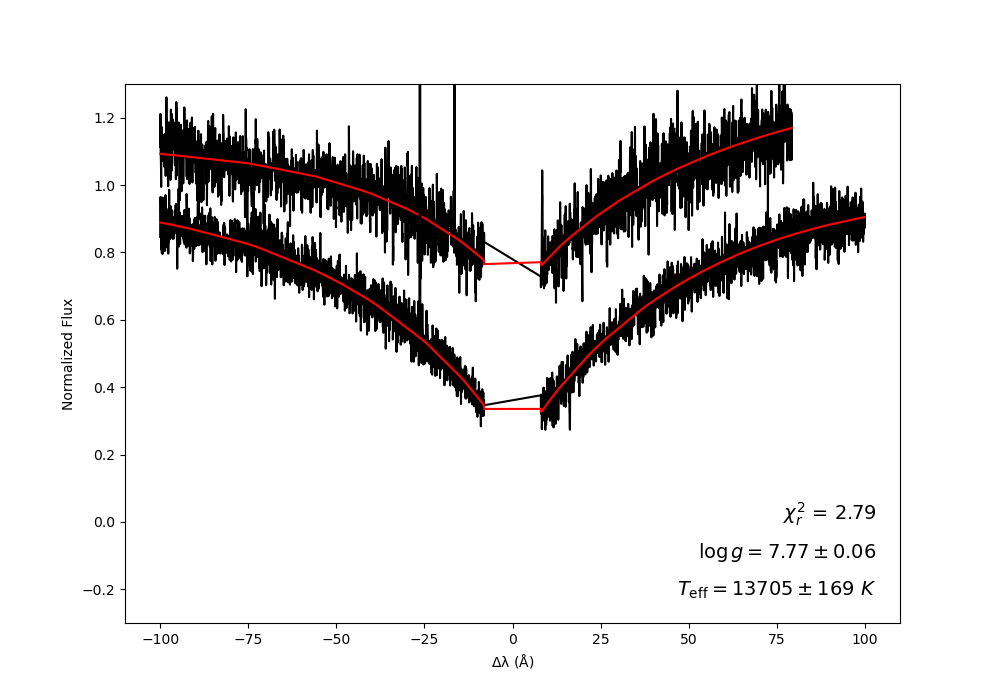 1.2
1.0
0.8
0.6
0.4
0.2
0.0
−0.2
Normalized Flux
χ²ᵣ = 2.79
log g = 7.77 ± 0.06
T_eff = 13705 ± 169 K
−100 −75 −50 −25 0 25 50 75 100
Δλ (Å)